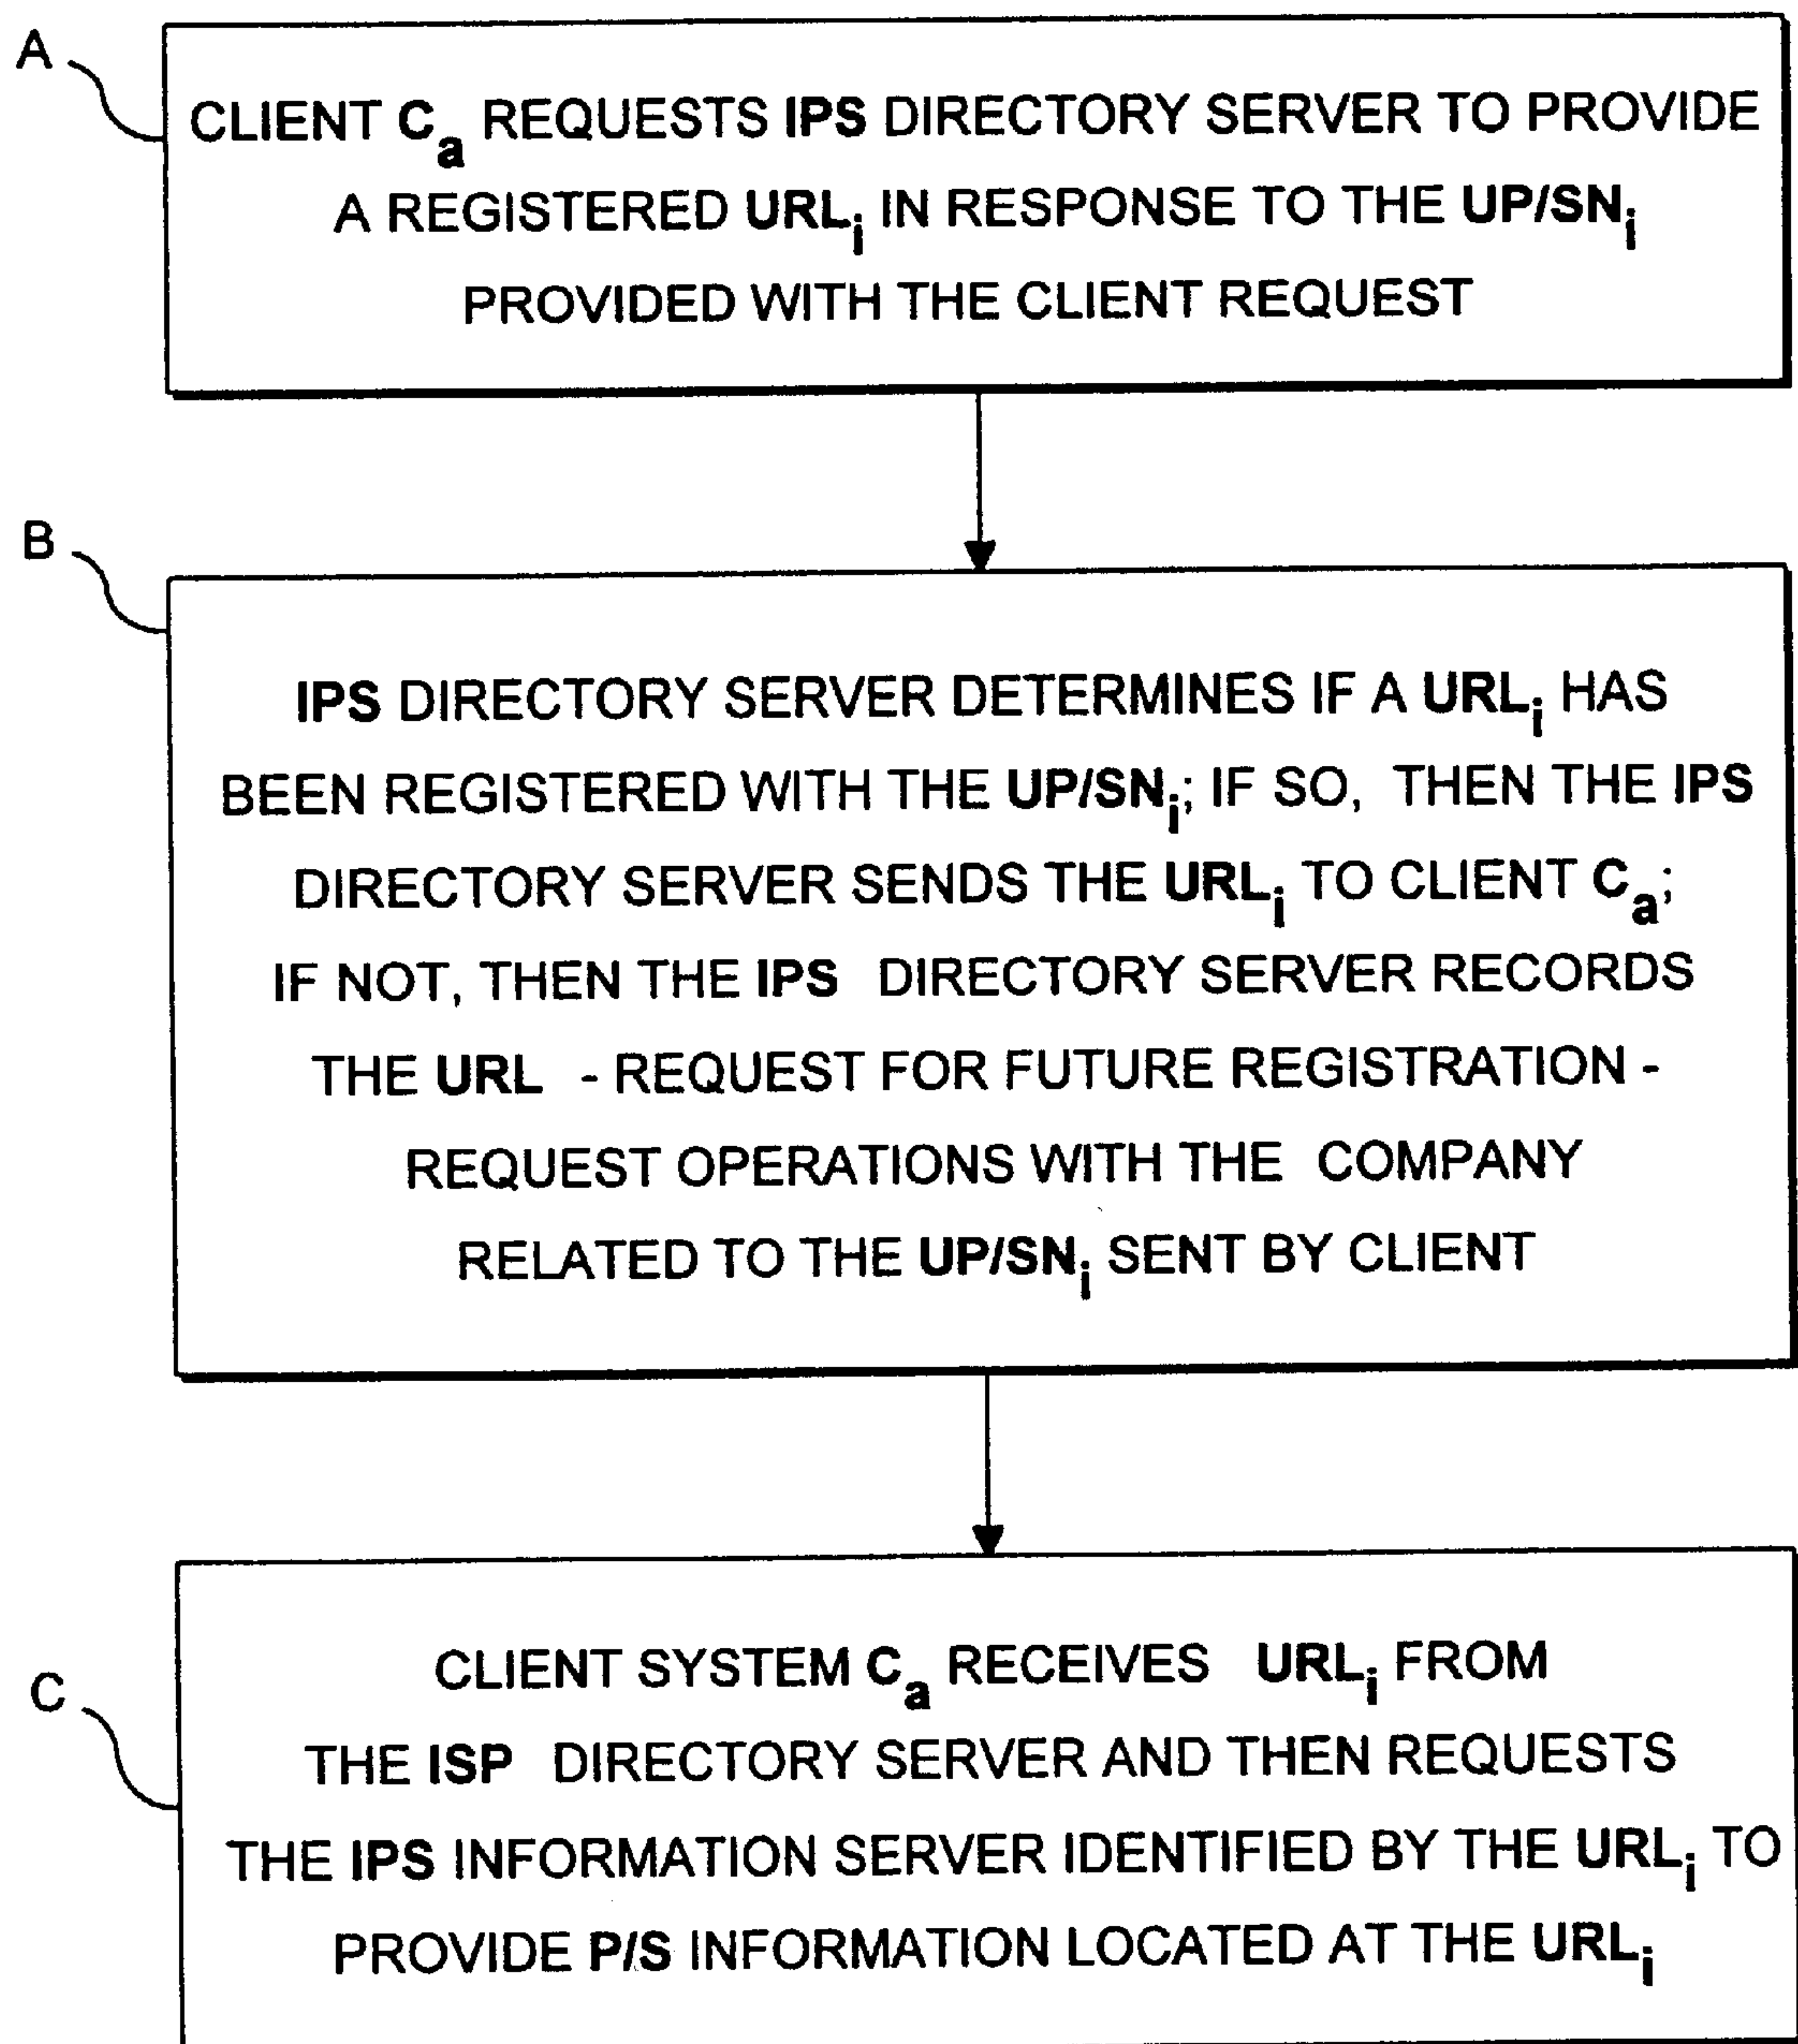 A
CLIENT Ca REQUESTS IPS DIRECTORY SERVER TO PROVIDE
A REGISTERED URLi IN RESPONSE TO THE UP/SNi
PROVIDED WITH THE CLIENT REQUEST
B
IPS DIRECTORY SERVER DETERMINES IF A URLi HAS
BEEN REGISTERED WITH THE UP/SNi; IF SO, THEN THE IPS
DIRECTORY SERVER SENDS THE URLi TO CLIENT Ca;
IF NOT, THEN THE IPS DIRECTORY SERVER RECORDS
THE URL - REQUEST FOR FUTURE REGISTRATION -
REQUEST OPERATIONS WITH THE COMPANY
RELATED TO THE UP/SNi SENT BY CLIENT
C
CLIENT SYSTEM Ca RECEIVES URLi FROM
THE ISP DIRECTORY SERVER AND THEN REQUESTS
THE IPS INFORMATION SERVER IDENTIFIED BY THE URLi TO
PROVIDE P/S INFORMATION LOCATED AT THE URLi